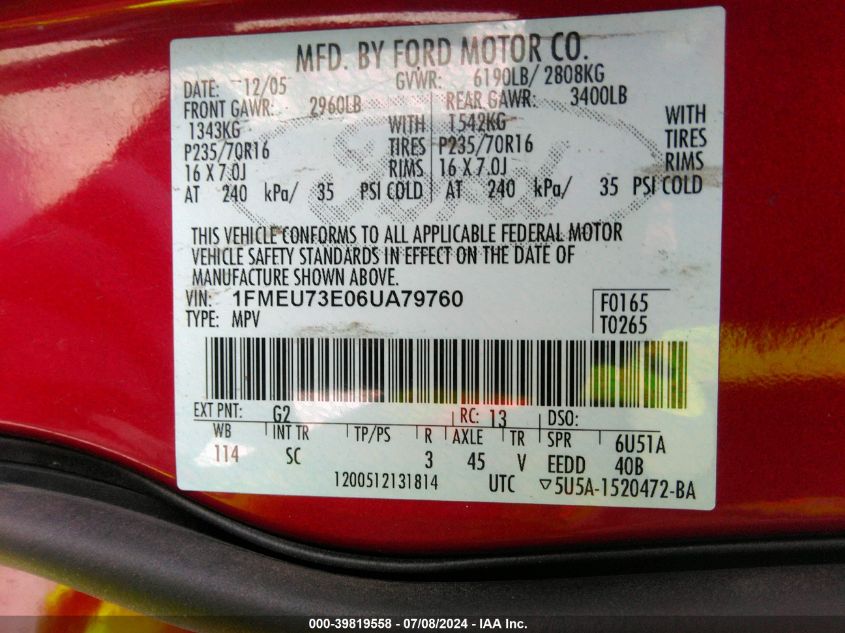 MFD. BY FORD MOTOR CO.
DATE: 12/05 GVWR: 6190LB/ 2808KG
FRONT GAWR: 2960LB REAR GAWR: 3400LB
1343KG WITH 1542KG WITH
P235/70R16 TIRES P235/70R16 TIRES
16 X 7.0J RIMS 16 X 7.0J RIMS
AT 240 kPa/ 35 PSI COLD AT 240 kPa/ 35 PSI COLD
THIS VEHICLE CONFORMS TO ALL APPLICABLE FEDERAL MOTOR
VEHICLE SAFETY STANDARDS IN EFFECT ON THE DATE OF
MANUFACTURE SHOWN ABOVE.
VIN: 1FMEU73E06UA79760 F0165
TYPE: MPV T0265
EXT PNT: G2 RC: 13 DSO:
WB INT TR TP/PS R AXLE TR SPR 6U51A
114 SC 3 45 V EEDD 40B
1200512131814 UTC ▽5U5A-1520472-BA
000-39819558 - 07/08/2024 - IAA Inc.